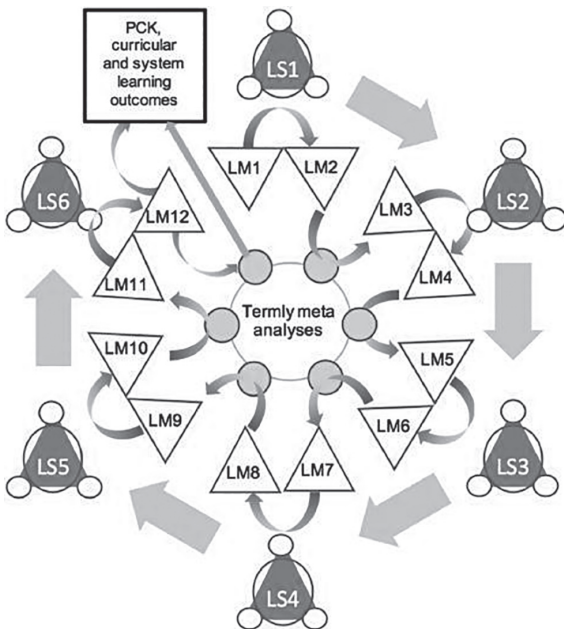 PCK,
curricular
and system
learning
outcomes
LS1
LM1
LM2
LS2
LM3
LM4
LS3
LM5
LM6
LS4
LM7
LM8
LS5
LM9
LM10
LS6
LM11
LM12
Termly meta
analyses